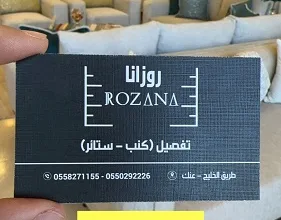 روزانا
ROZANA
تفصيل (كنب - ستائر)
0558271155 - 0550292226
طريق الخليج - عنك